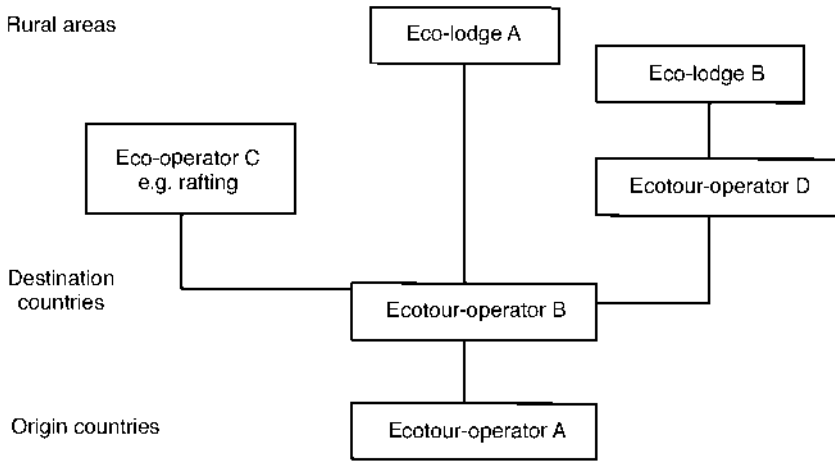 Rural areas
Eco-lodge A
Eco-lodge B
Eco-operator C
e.g. rafting
Ecotour-operator D
Destination
countries
Ecotour-operator B
Origin countries
Ecotour-operator A